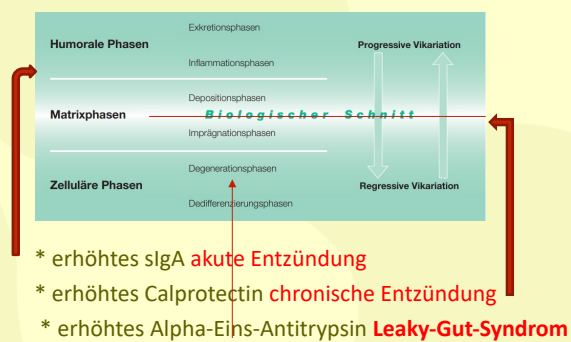 Exkretionsphasen
Humorale Phasen
Progressive Vikariation
Inflammationsphasen
Depositionsphasen
Matrixphasen
Biologischer Schnitt
Imprägnationsphasen
Degenerationsphasen
Zelluläre Phasen
Regressive Vikariation
Dedifferenzierungsphasen
* erhöhtes sIgA akute Entzündung
* erhöhtes Calprotectin chronische Entzündung
* erhöhtes Alpha-Eins-Antitrypsin Leaky-Gut-Syndrom